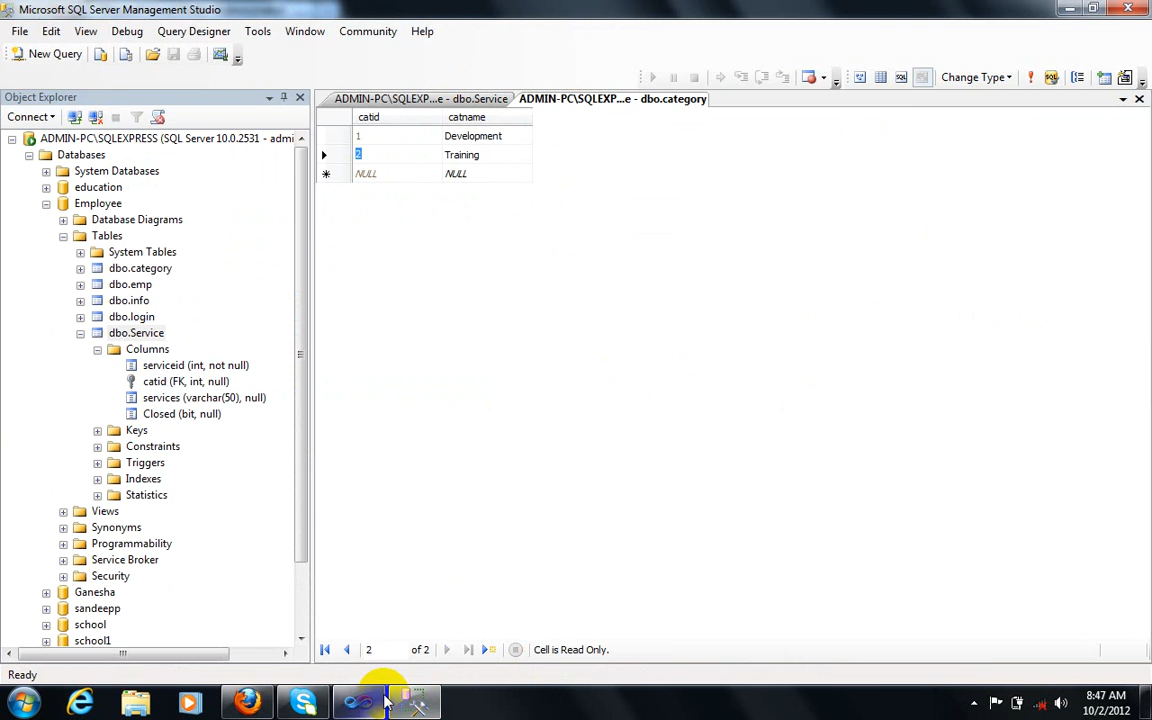 Microsoft SQL Server Management Studio
File Edit View Debug Query Designer Tools Window Community Help
New Query
Change Type
Object Explorer
ADMIN-PC\SQLEXP...e - dbo.Service ADMIN-PC\SQLEXP...e - dbo.category
Connect
catid catname
1 Development
2 Training
NULL NULL
ADMIN-PC\SQLEXPRESS (SQL Server 10.0.2531 - admi
Databases
System Databases
education
Employee
Database Diagrams
Tables
System Tables
dbo.category
dbo.emp
dbo.info
dbo.login
dbo.Service
Columns
serviceid (int, not null)
catid (FK, int, null)
services (varchar(50), null)
Closed (bit, null)
Keys
Constraints
Triggers
Indexes
Statistics
Views
Synonyms
Programmability
Service Broker
Security
Ganesha
sandeepp
school
school1
2 of 2 Cell is Read Only.
Ready
8:47 AM
10/2/2012